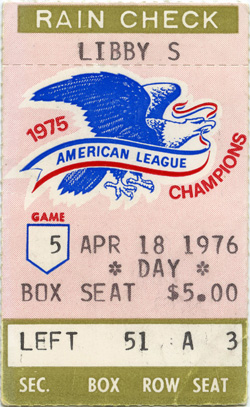 RAIN CHECK
LIBBY S
1975
AMERICAN LEAGUE
CHAMPIONS
GAME
5 APR 18 1976
* DAY *
BOX SEAT $5.00
LEFT 51 A 3
SEC. BOX ROW SEAT